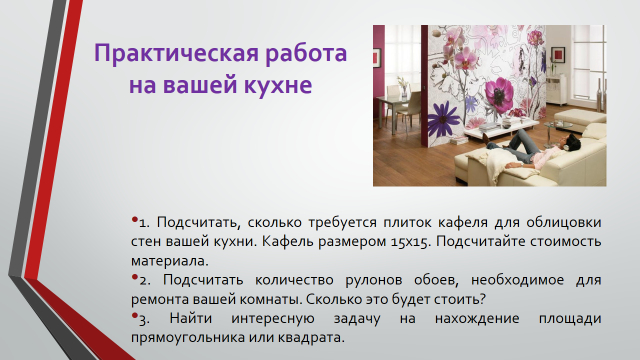 Практическая работа
на вашей кухне
•1. Подсчитать, сколько требуется плиток кафеля для облицовки
стен вашей кухни. Кафель размером 15х15. Подсчитайте стоимость
материала.
•2. Подсчитать количество рулонов обоев, необходимое для
ремонта вашей комнаты. Сколько это будет стоить?
•3. Найти интересную задачу на нахождение площади
прямоугольника или квадрата.